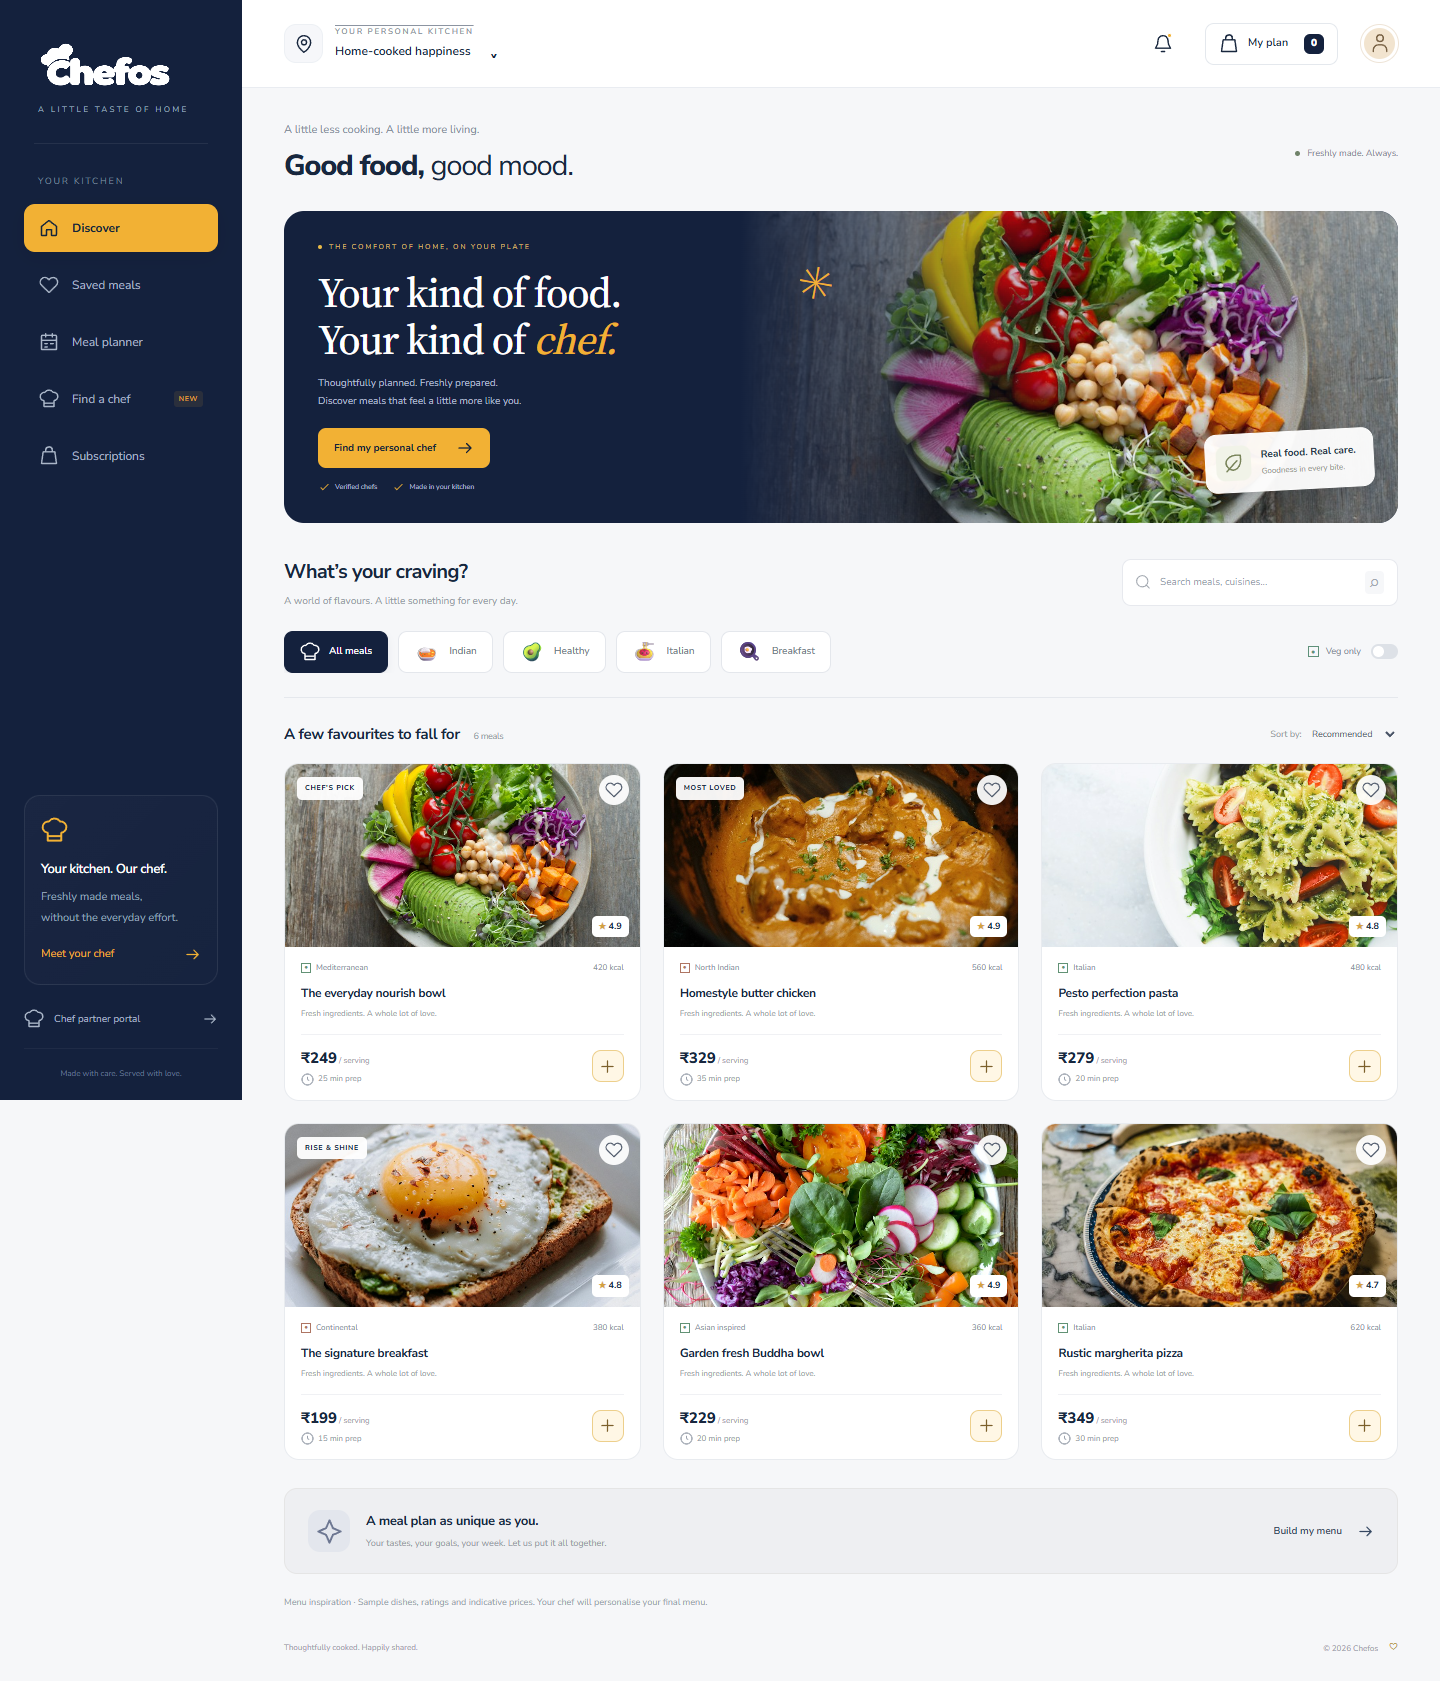 Chefos
A LITTLE TASTE OF HOME
YOUR KITCHEN
Discover
Saved meals
Meal planner
Find a chef
NEW
Subscriptions
Your kitchen. Our chef.
Freshly made meals,
without the everyday effort.
Meet your chef
Chef partner portal
Made with care. Served with love.
YOUR PERSONAL KITCHEN
Home-cooked happiness
My plan
0
A little less cooking. A little more living.
Good food, good mood.
Freshly made. Always.
THE COMFORT OF HOME, ON YOUR PLATE
Your kind of food.
Your kind of chef.
Thoughtfully planned. Freshly prepared.
Discover meals that feel a little more like you.
Find my personal chef
Verified chefs
Made in your kitchen
Real food. Real care.
Goodness in every bite.
What's your craving?
A world of flavours. A little something for every day.
Search meals, cuisines...
All meals
Indian
Healthy
Italian
Breakfast
Veg only
A few favourites to fall for
6 meals
Sort by:
Recommended
CHEF'S PICK
★ 4.9
Mediterranean
420 kcal
The everyday nourish bowl
Fresh ingredients. A whole lot of love.
₹249 / serving
25 min prep
MOST LOVED
★ 4.9
North Indian
560 kcal
Homestyle butter chicken
Fresh ingredients. A whole lot of love.
₹329 / serving
35 min prep
★ 4.8
Italian
480 kcal
Pesto perfection pasta
Fresh ingredients. A whole lot of love.
₹279 / serving
20 min prep
RISE & SHINE
★ 4.8
Continental
380 kcal
The signature breakfast
Fresh ingredients. A whole lot of love.
₹199 / serving
15 min prep
★ 4.9
Asian inspired
360 kcal
Garden fresh Buddha bowl
Fresh ingredients. A whole lot of love.
₹229 / serving
20 min prep
★ 4.7
Italian
620 kcal
Rustic margherita pizza
Fresh ingredients. A whole lot of love.
₹349 / serving
30 min prep
A meal plan as unique as you.
Your tastes, your goals, your week. Let us put it all together.
Build my menu
Menu inspiration · Sample dishes, ratings and indicative prices. Your chef will personalise your final menu.
Thoughtfully cooked. Happily shared.
© 2026 Chefos